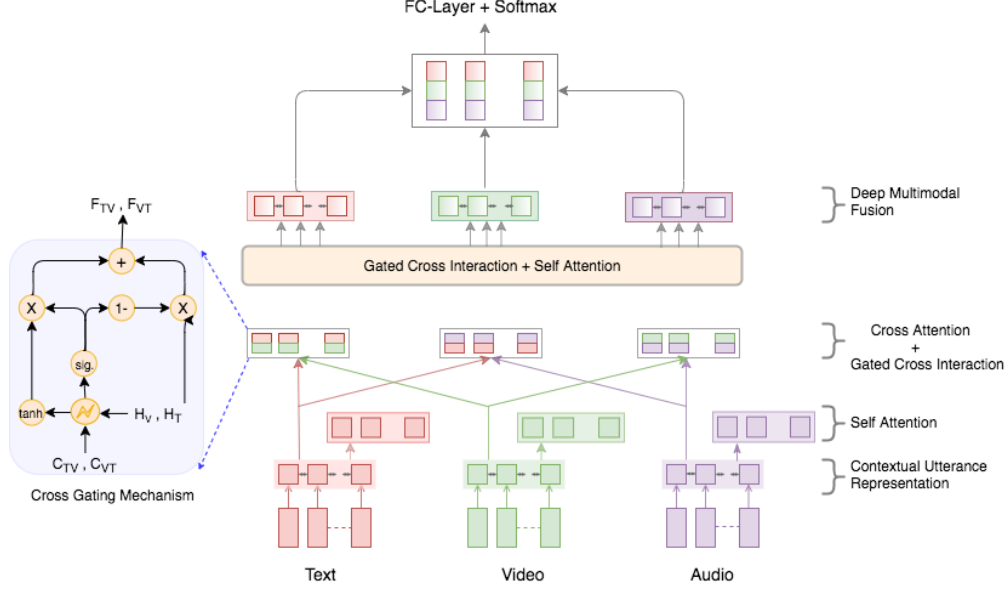 FC-Layer + Softmax
Deep Multimodal
Fusion
F_TV , F_VT
Gated Cross Interaction + Self Attention
+
X
1-
X
sig.
tanh
H_V , H_T
C_TV , C_VT
Cross Gating Mechanism
Cross Attention
+
Gated Cross Interaction
Self Attention
Contextual Utterance
Representation
Text
Video
Audio